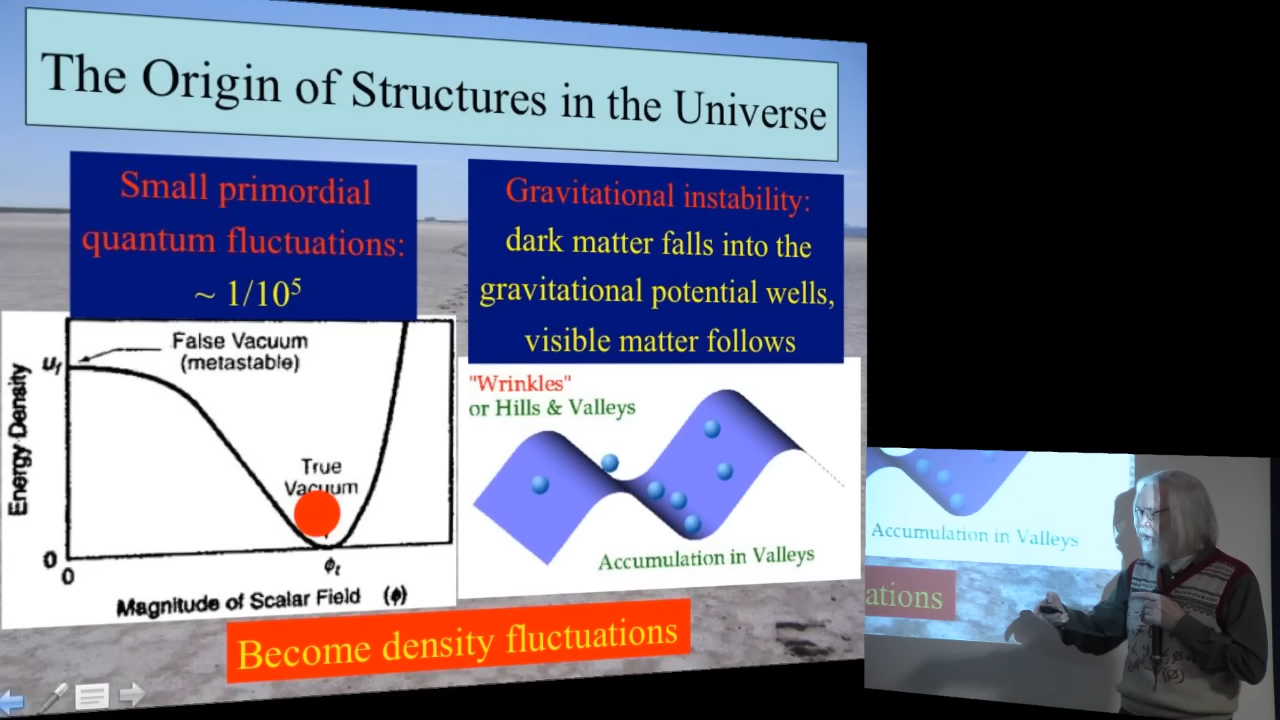 The Origin of Structures in the Universe
Small primordial
quantum fluctuations:
~ 1/10⁵
Gravitational instability:
dark matter falls into the
gravitational potential wells,
visible matter follows
False Vacuum
(metastable)
u_f
Energy Density
True
Vacuum
0
0
ϕ_t
Magnitude of Scalar Field (ϕ)
"Wrinkles"
or Hills & Valleys
Accumulation in Valleys
Become density fluctuations
Accumulation in Valleys
ations